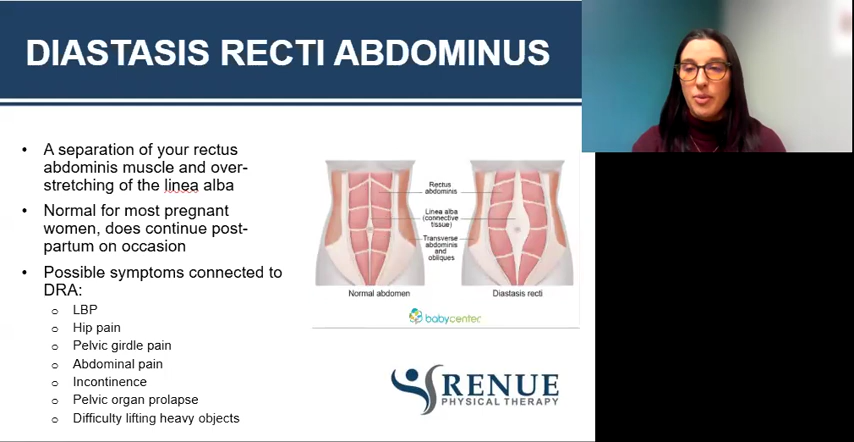 DIASTASIS RECTI ABDOMINUS
• A separation of your rectus
abdominis muscle and over-
stretching of the linea alba
• Normal for most pregnant
women, does continue post-
partum on occasion
• Possible symptoms connected to
DRA:
o LBP
o Hip pain
o Pelvic girdle pain
o Abdominal pain
o Incontinence
o Pelvic organ prolapse
o Difficulty lifting heavy objects
Rectus
abdominis
Linea alba
(connective
tissue)
Transverse
abdominis
and
obliques
Normal abdomen
Diastasis recti
babycenter
RENUE
PHYSICAL THERAPY